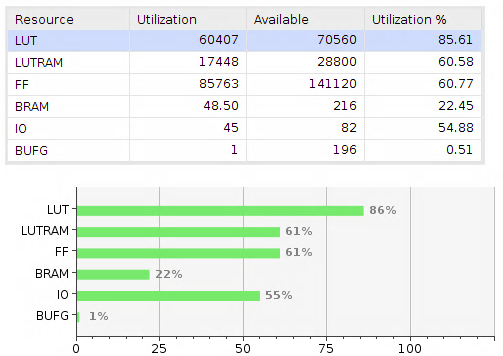 Resource Utilization Available Utilization %
LUT 60407 70560 85.61
LUTRAM 17448 28800 60.58
FF 85763 141120 60.77
BRAM 48.50 216 22.45
IO 45 82 54.88
BUFG 1 196 0.51
LUT 86%
LUTRAM 61%
FF 61%
BRAM 22%
IO 55%
BUFG 1%
0 25 50 75 100